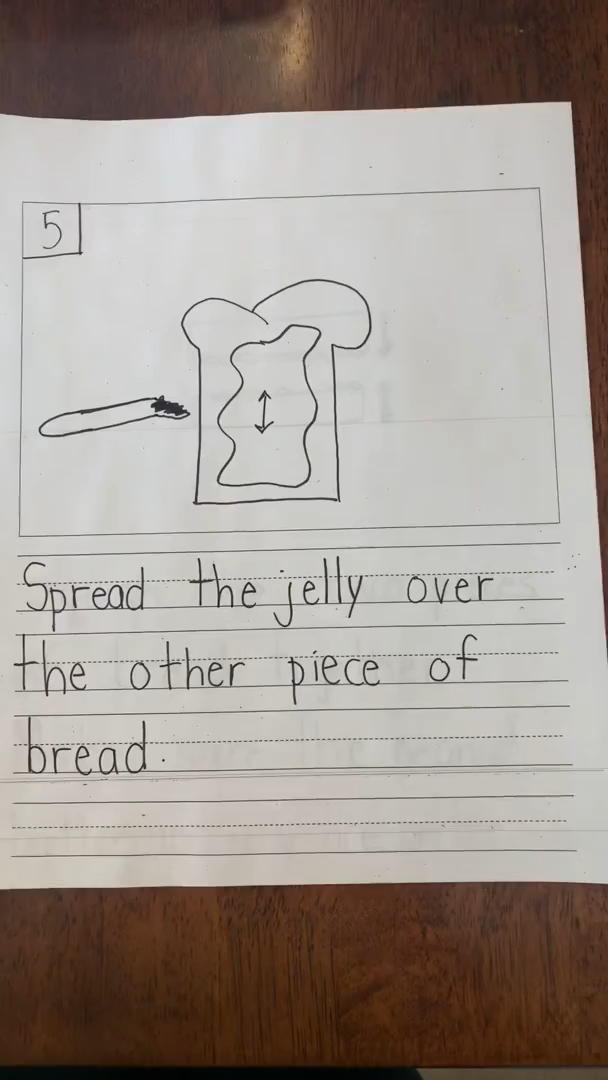 5
Spread the jelly over
the other piece of
bread.